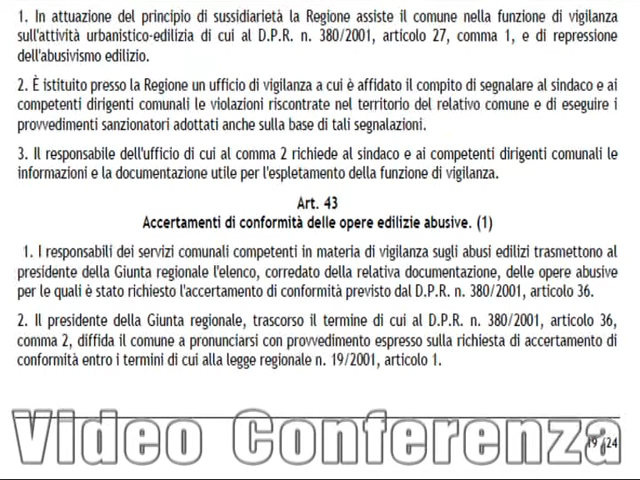 1. In attuazione del principio di sussidiarietà la Regione assiste il comune nella funzione di vigilanza
sull'attività urbanistico-edilizia di cui al D.P.R. n. 380/2001, articolo 27, comma 1, e di repressione
dell'abusivismo edilizio.
2. È istituito presso la Regione un ufficio di vigilanza a cui è affidato il compito di segnalare al sindaco e ai
competenti dirigenti comunali le violazioni riscontrate nel territorio del relativo comune e di eseguire i
provvedimenti sanzionatori adottati anche sulla base di tali segnalazioni.
3. Il responsabile dell'ufficio di cui al comma 2 richiede al sindaco e ai competenti dirigenti comunali le
informazioni e la documentazione utile per l'espletamento della funzione di vigilanza.
Art. 43
Accertamenti di conformità delle opere edilizie abusive. (1)
1. I responsabili dei servizi comunali competenti in materia di vigilanza sugli abusi edilizi trasmettono al
presidente della Giunta regionale l'elenco, corredato della relativa documentazione, delle opere abusive
per le quali è stato richiesto l'accertamento di conformità previsto dal D.P.R. n. 380/2001, articolo 36.
2. Il presidente della Giunta regionale, trascorso il termine di cui al D.P.R. n. 380/2001, articolo 36,
comma 2, diffida il comune a pronunciarsi con provvedimento espresso sulla richiesta di accertamento di
conformità entro i termini di cui alla legge regionale n. 19/2001, articolo 1.
Video Conferenza
19 / 24